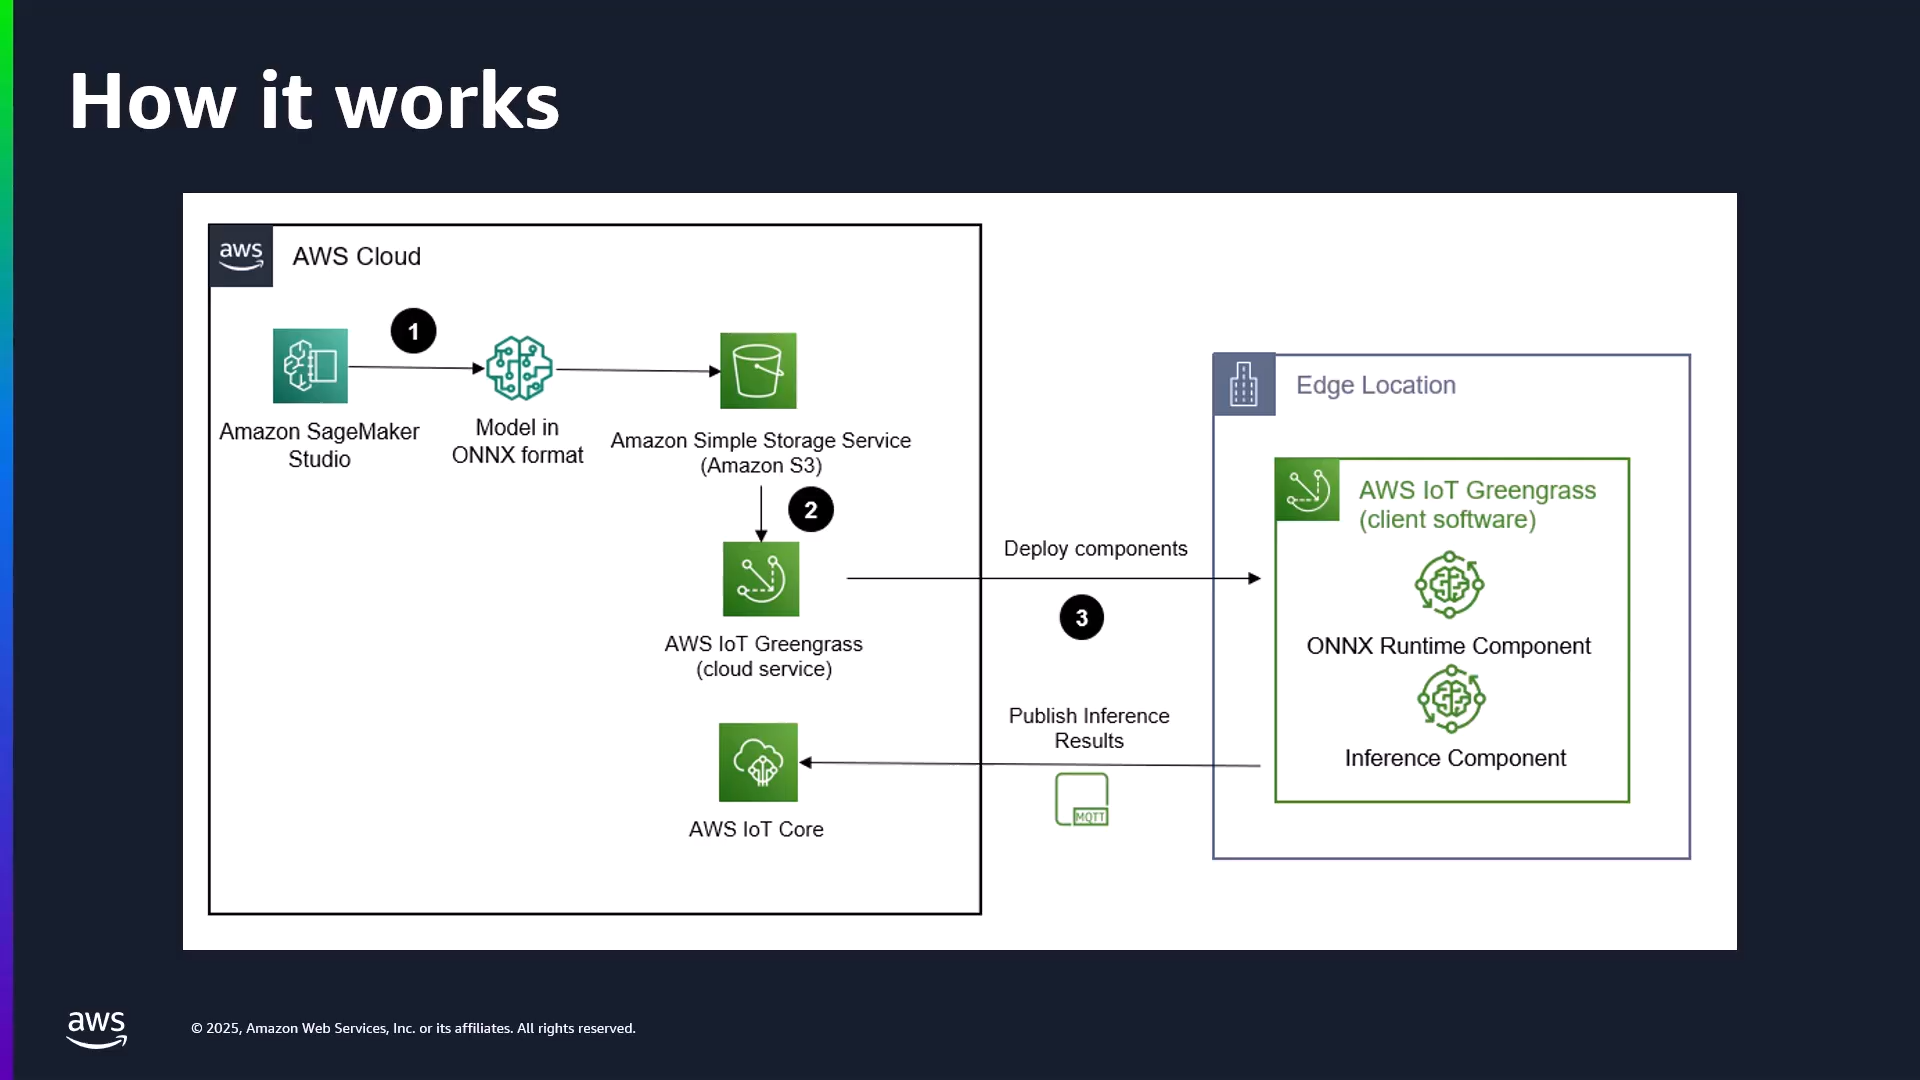 How it works
aws
AWS Cloud
1
Amazon SageMaker
Studio
Model in
ONNX format
Amazon Simple Storage Service
(Amazon S3)
2
AWS IoT Greengrass
(cloud service)
AWS IoT Core
Deploy components
3
Publish Inference
Results
MQTT
Edge Location
AWS IoT Greengrass
(client software)
ONNX Runtime Component
Inference Component
aws
© 2025, Amazon Web Services, Inc. or its affiliates. All rights reserved.